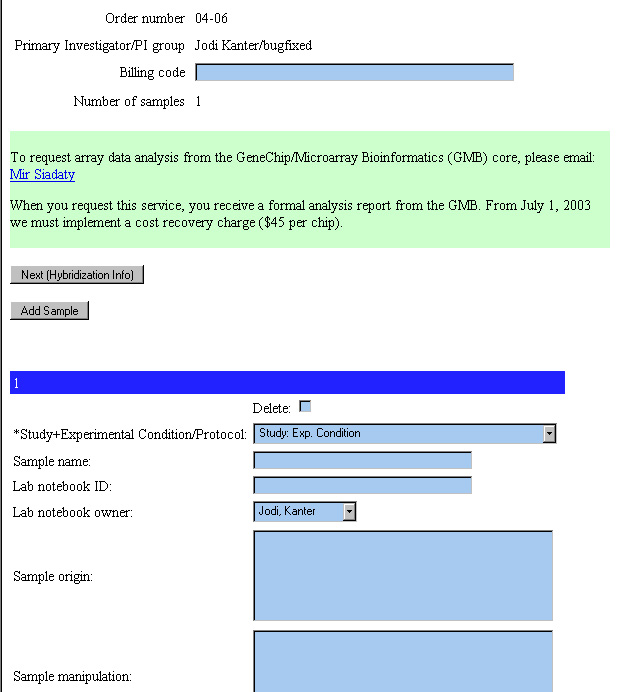 Order number 04-06
Primary Investigator/PI group Jodi Kanter/bugfixed
Billing code
Number of samples 1
To request array data analysis from the GeneChip/Microarray Bioinformatics (GMB) core, please email:
Mir Siadaty
When you request this service, you receive a formal analysis report from the GMB. From July 1, 2003
we must implement a cost recovery charge ($45 per chip).
Next (Hybridization Info)
Add Sample
1
Delete:
*Study+Experimental Condition/Protocol: Study: Exp. Condition
Sample name:
Lab notebook ID:
Lab notebook owner: Jodi, Kanter
Sample origin:
Sample manipulation: